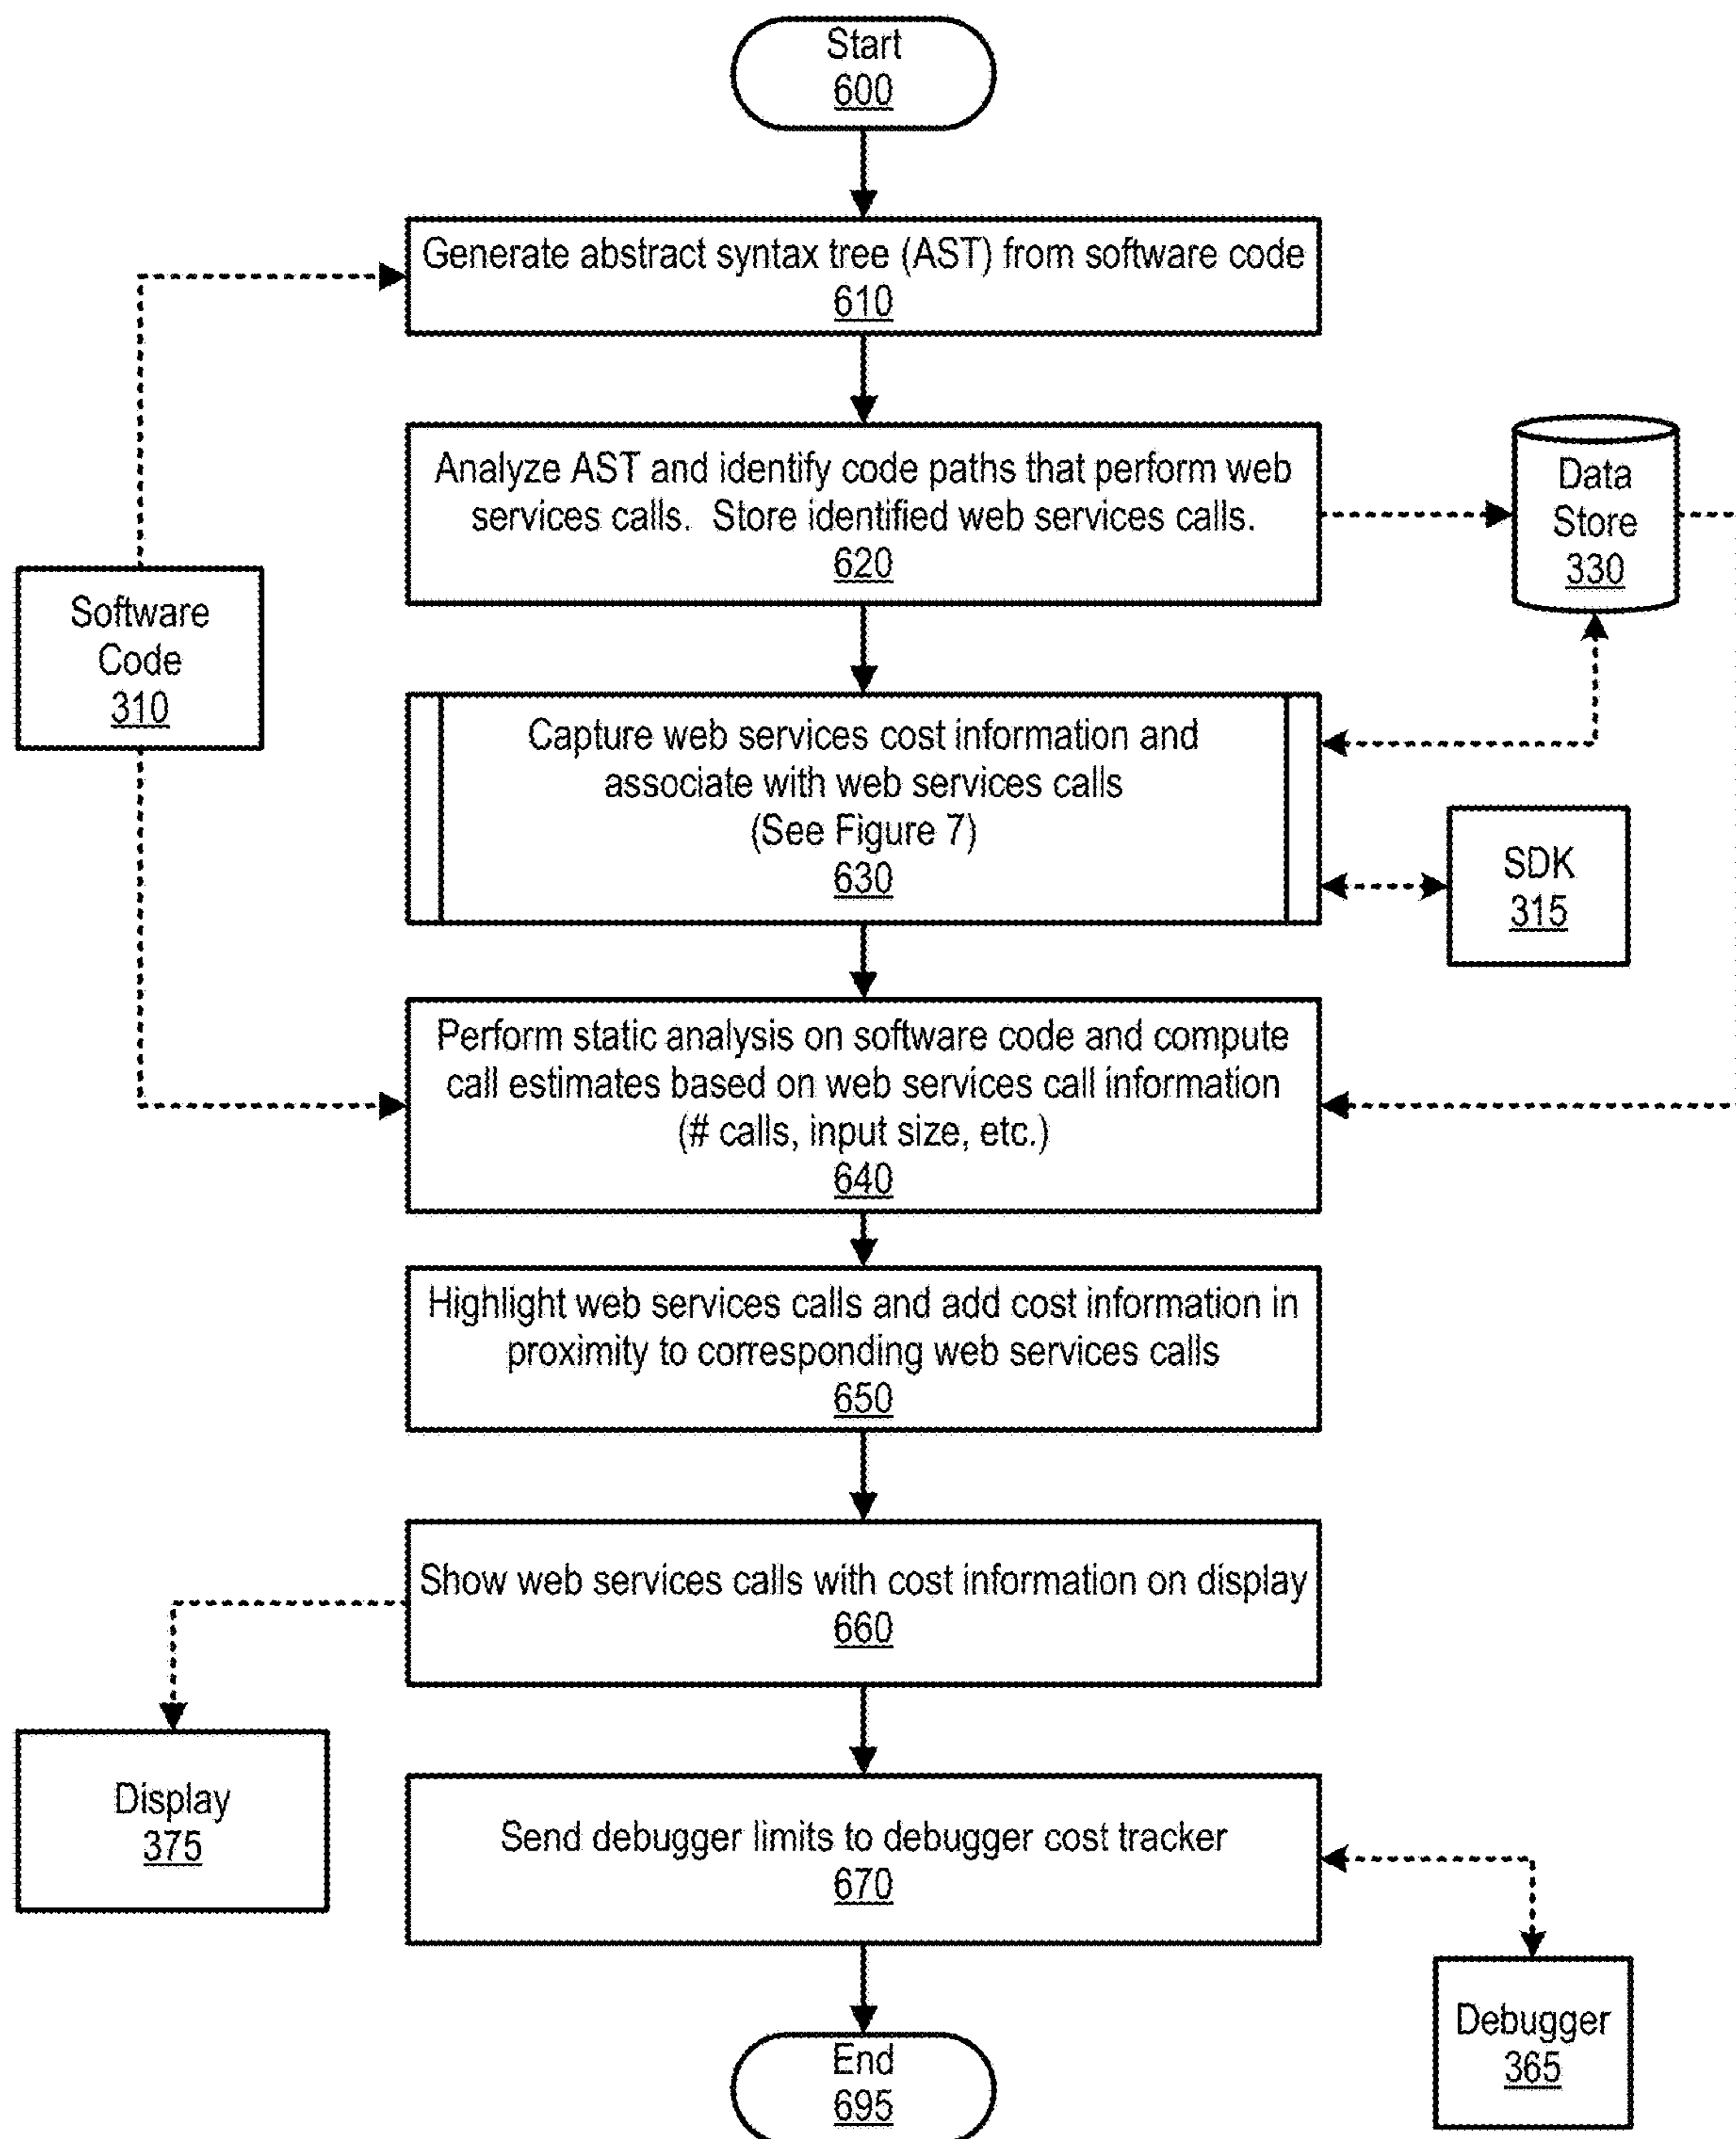 Start
600
Generate abstract syntax tree (AST) from software code
610
Analyze AST and identify code paths that perform web
services calls.  Store identified web services calls.
620
Data
Store
330
Software
Code
310
Capture web services cost information and
associate with web services calls
(See Figure 7)
630
SDK
315
Perform static analysis on software code and compute
call estimates based on web services call information
(# calls, input size, etc.)
640
Highlight web services calls and add cost information in
proximity to corresponding web services calls
650
Show web services calls with cost information on display
660
Display
375
Send debugger limits to debugger cost tracker
670
Debugger
365
End
695